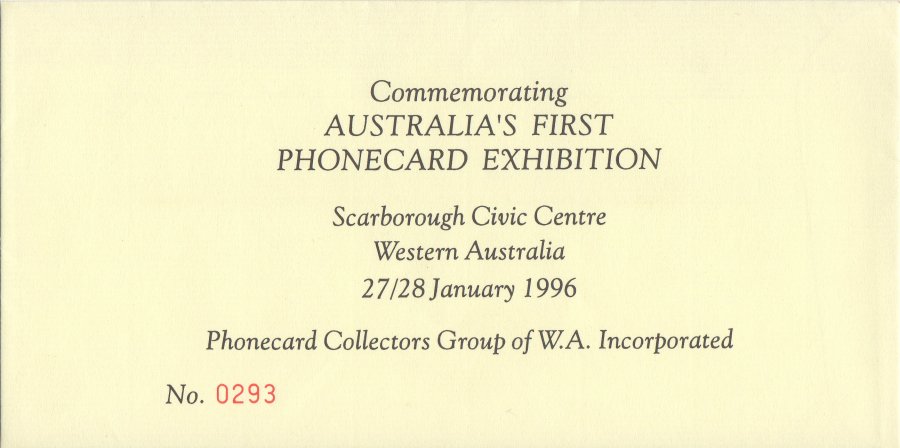 Commemorating
AUSTRALIA'S FIRST
PHONECARD EXHIBITION
Scarborough Civic Centre
Western Australia
27/28 January 1996
Phonecard Collectors Group of W.A. Incorporated
No. 0293